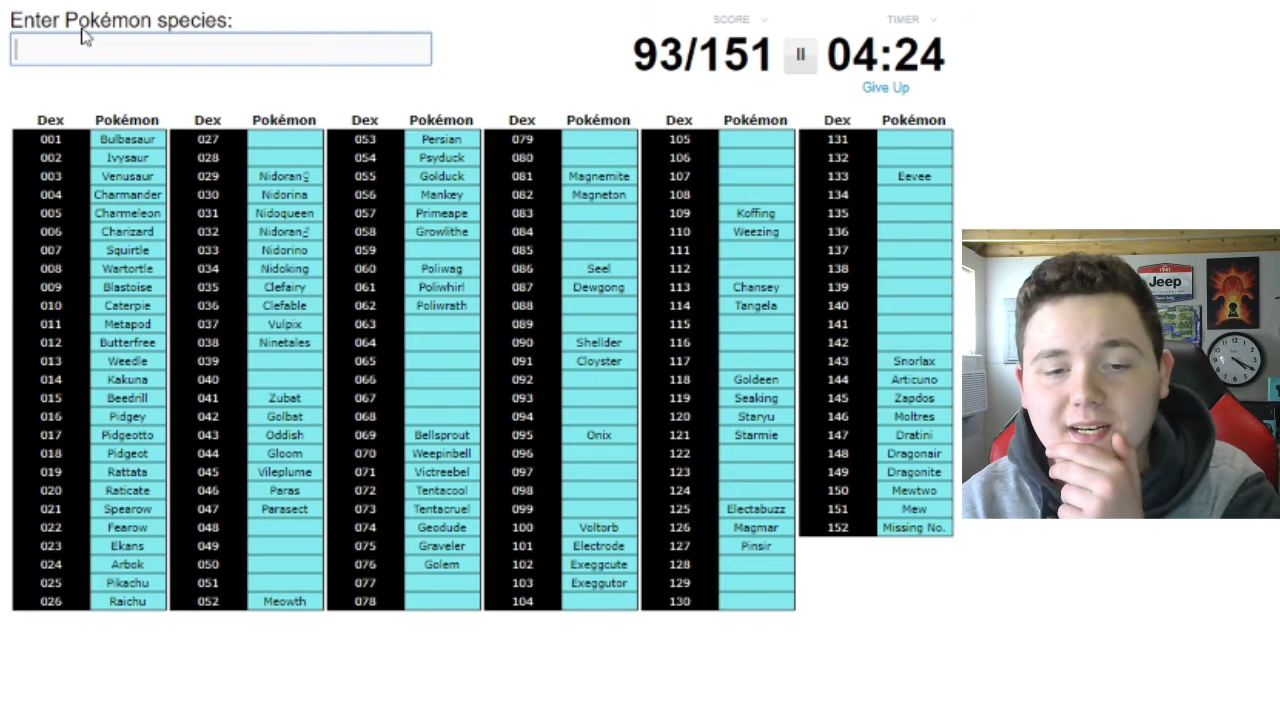 Enter Pokémon species:
SCORE TIMER
93/151 II 04:24
Give Up
Dex Pokémon Dex Pokémon Dex Pokémon Dex Pokémon Dex Pokémon Dex Pokémon
001 Bulbasaur 027 053 Persian 079 105 131
002 Ivysaur 028 054 Psyduck 080 106 132
003 Venusaur 029 Nidoran♀ 055 Golduck 081 Magnemite 107 133 Eevee
004 Charmander 030 Nidorina 056 Mankey 082 Magneton 108 134
005 Charmeleon 031 Nidoqueen 057 Primeape 083 109 Koffing 135
006 Charizard 032 Nidoran♂ 058 Growlithe 084 110 Weezing 136
007 Squirtle 033 Nidorino 059 085 111 137
008 Wartortle 034 Nidoking 060 Poliwag 086 Seel 112 138
009 Blastoise 035 Clefairy 061 Poliwhirl 087 Dewgong 113 Chansey 139
010 Caterpie 036 Clefable 062 Poliwrath 088 114 Tangela 140
011 Metapod 037 Vulpix 063 089 115 141
012 Butterfree 038 Ninetales 064 090 Shellder 116 142
013 Weedle 039 065 091 Cloyster 117 143 Snorlax
014 Kakuna 040 066 092 118 Goldeen 144 Articuno
015 Beedrill 041 Zubat 067 093 119 Seaking 145 Zapdos
016 Pidgey 042 Golbat 068 094 120 Staryu 146 Moltres
017 Pidgeotto 043 Oddish 069 Bellsprout 095 Onix 121 Starmie 147 Dratini
018 Pidgeot 044 Gloom 070 Weepinbell 096 122 148 Dragonair
019 Rattata 045 Vileplume 071 Victreebel 097 123 149 Dragonite
020 Raticate 046 Paras 072 Tentacool 098 124 150 Mewtwo
021 Spearow 047 Parasect 073 Tentacruel 099 125 Electabuzz 151 Mew
022 Fearow 048 074 Geodude 100 Voltorb 126 Magmar 152 Missing No.
023 Ekans 049 075 Graveler 101 Electrode 127 Pinsir
024 Arbok 050 076 Golem 102 Exeggcute 128
025 Pikachu 051 077 103 Exeggutor 129
026 Raichu 052 Meowth 078 104 130
Jeep